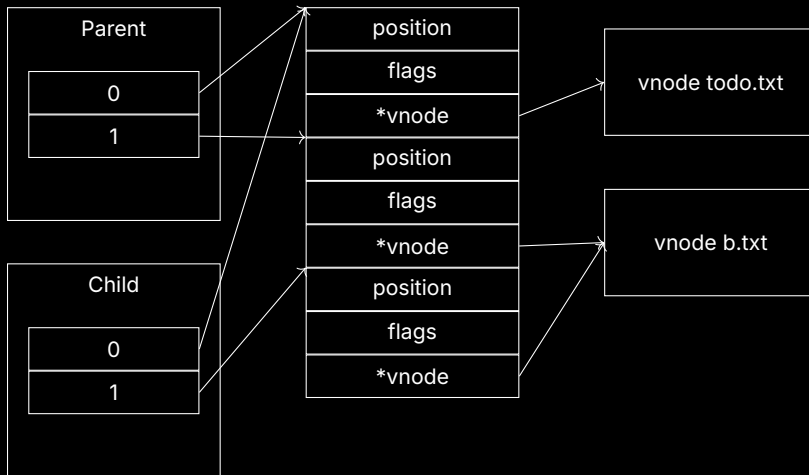 Parent
0
1
Child
0
1
position
flags
*vnode
position
flags
*vnode
position
flags
*vnode
vnode todo.txt
vnode b.txt